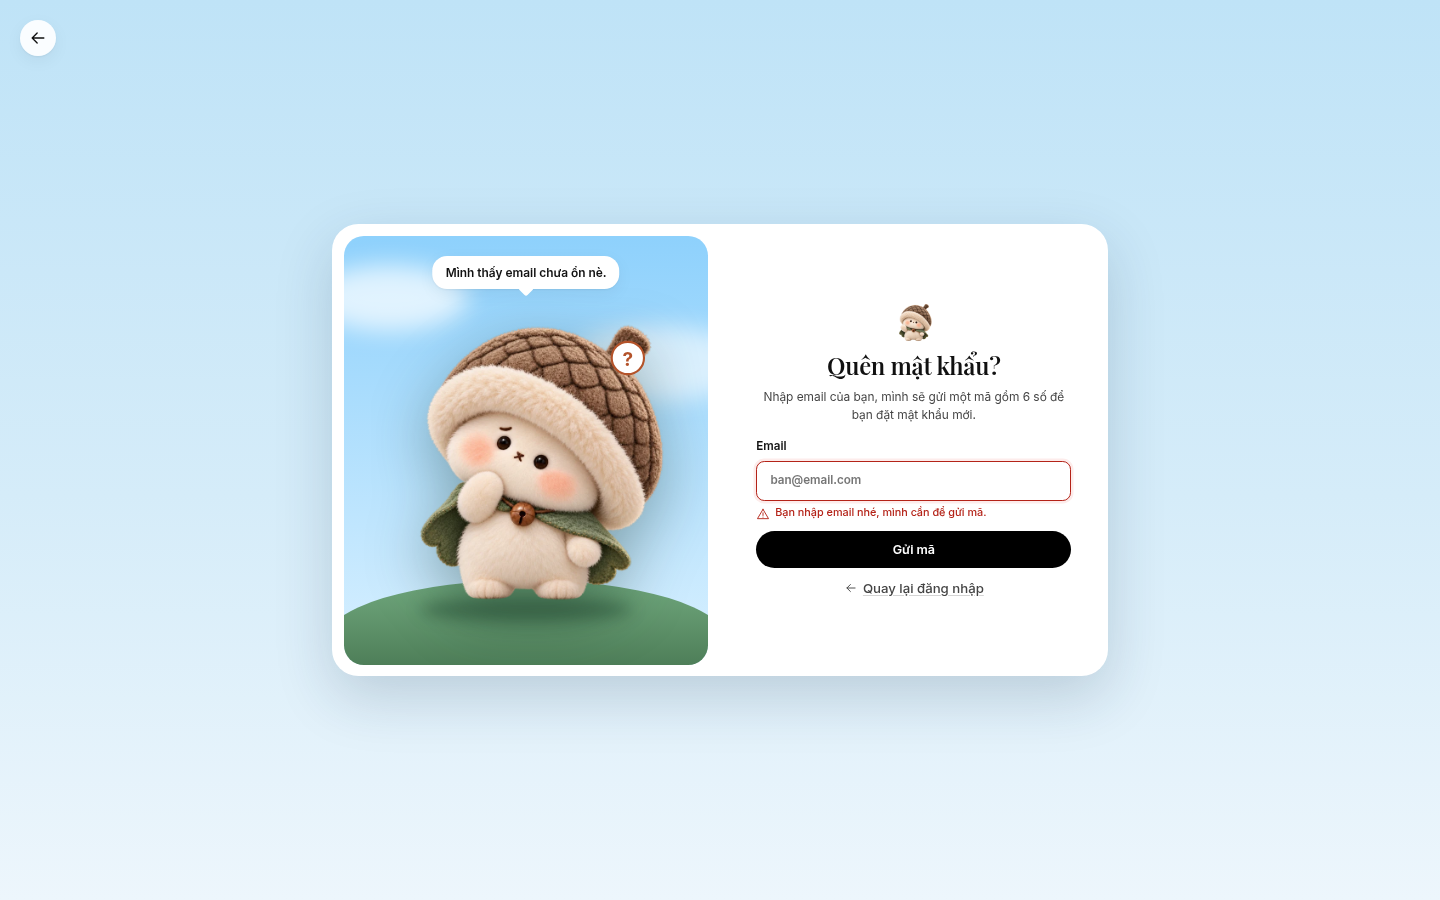 Mình thấy email chưa ổn nè.
?
Quên mật khẩu?
Nhập email của bạn, mình sẽ gửi một mã gồm 6 số để
bạn đặt mật khẩu mới.
Email
ban@email.com
Bạn nhập email nhé, mình cần để gửi mã.
Gửi mã
Quay lại đăng nhập